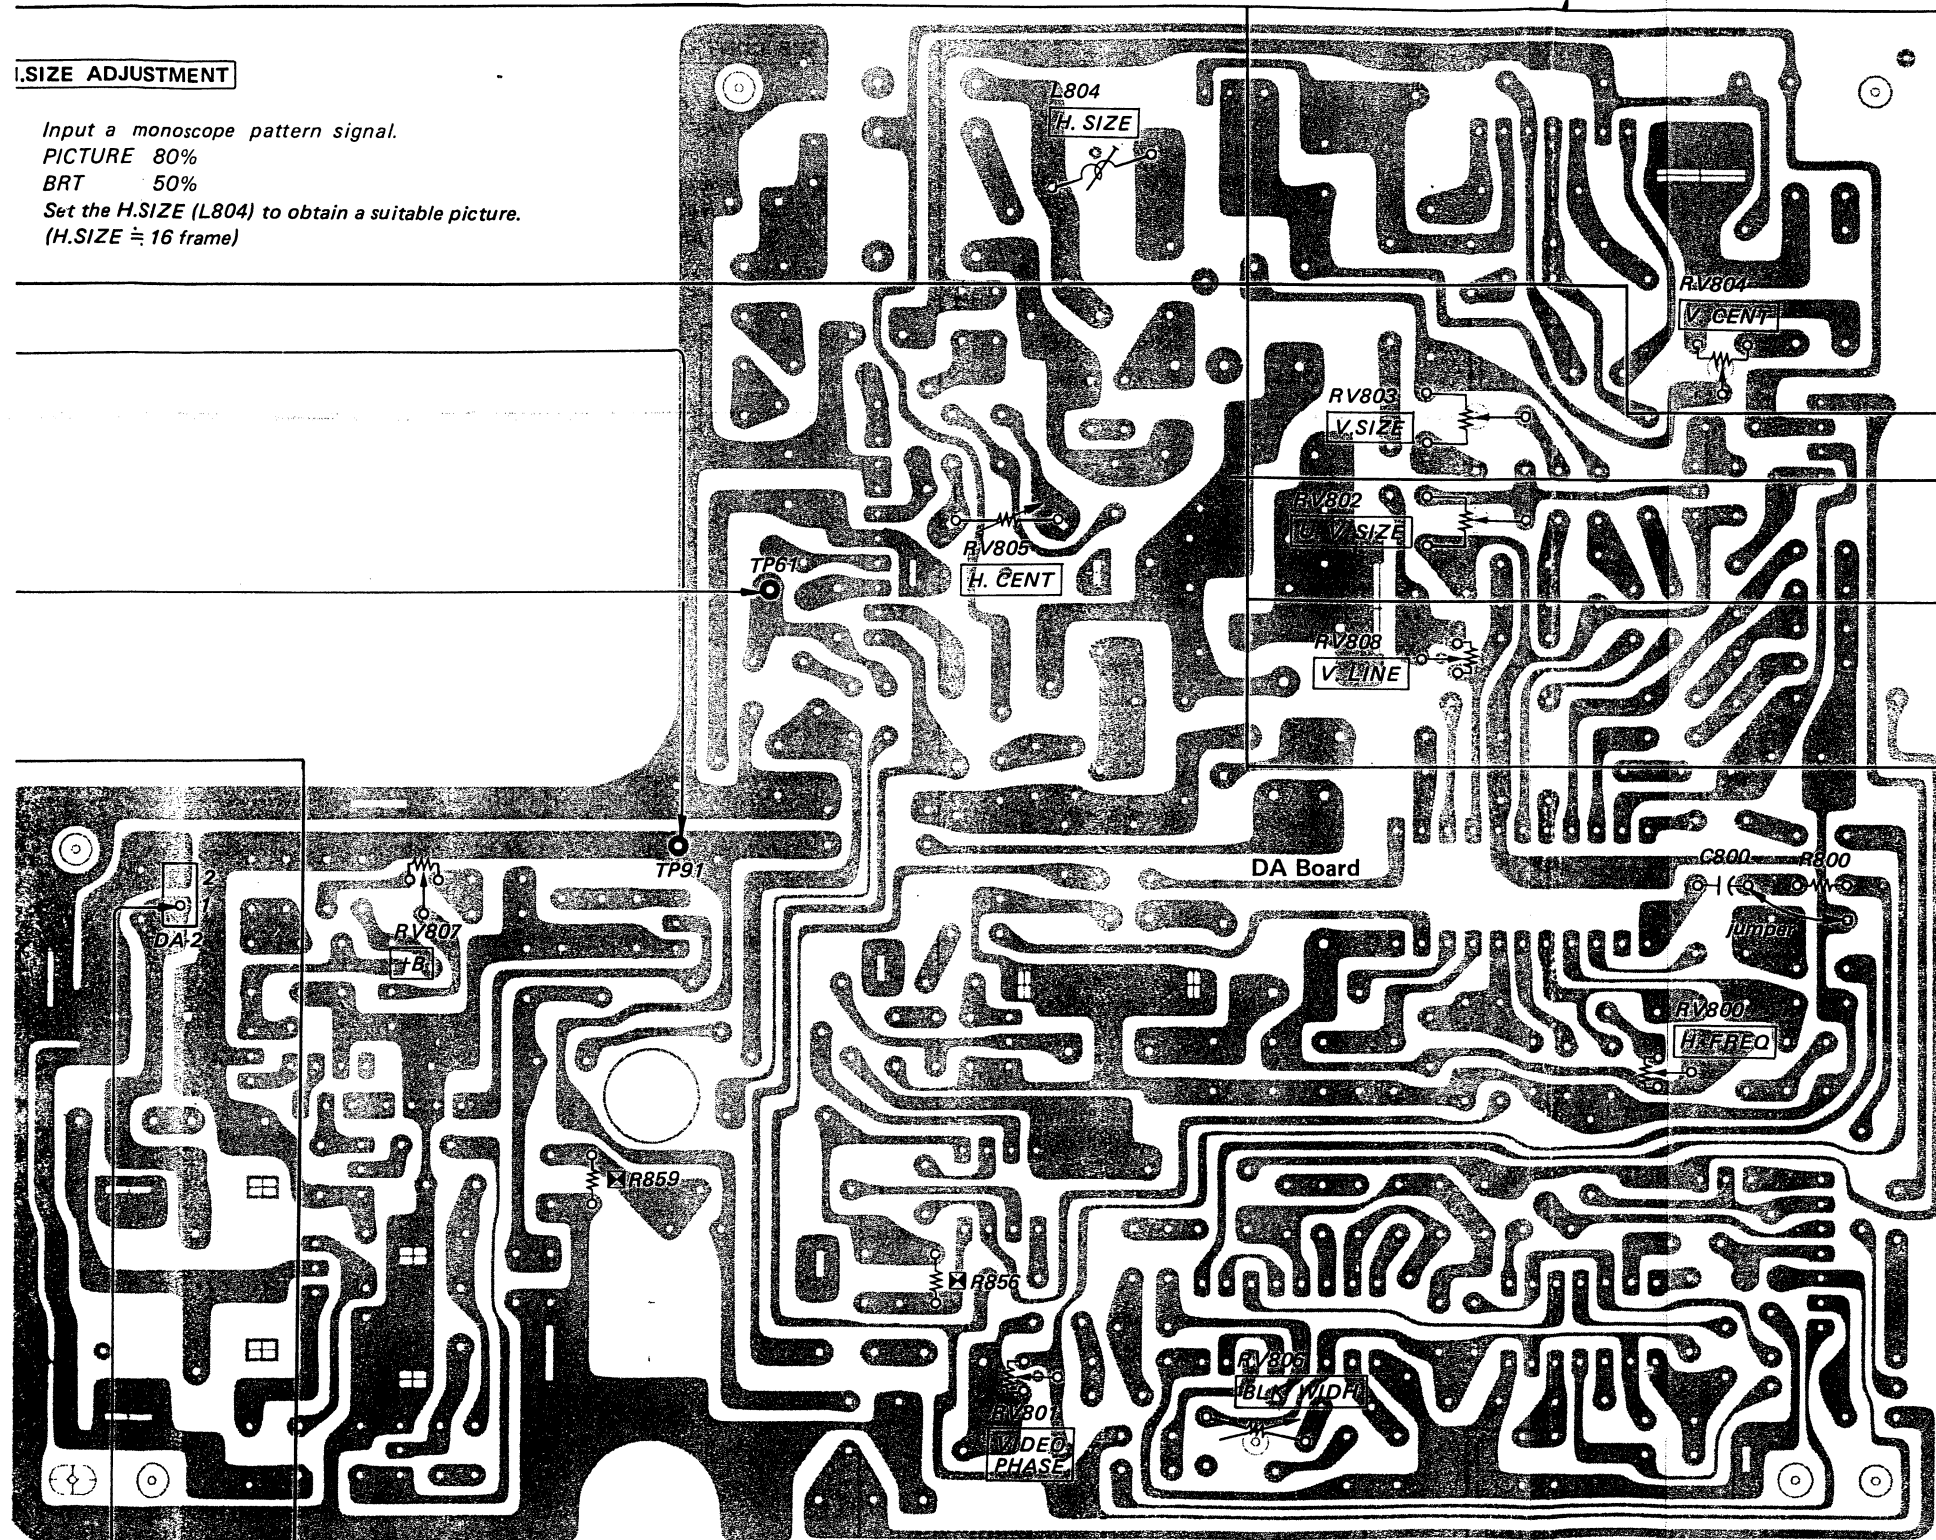 I.SIZE ADJUSTMENT
Input a monoscope pattern signal.
PICTURE 80%
BRT 50%
Set the H.SIZE (L804) to obtain a suitable picture.
(H.SIZE ≒ 16 frame)
L804
H. SIZE
RV804
V. CENT
RV803
V.SIZE
RV802
U. V. SIZE
RV805
H. CENT
TP61
RV808
V. LINE
TP91
DA Board
C800
R800
Jumper
2
1
DA-2
RV807
+B
RV800
H. FREQ
R859
R856
RV806
BLK WIDH
RV801
VIDEO
PHASE